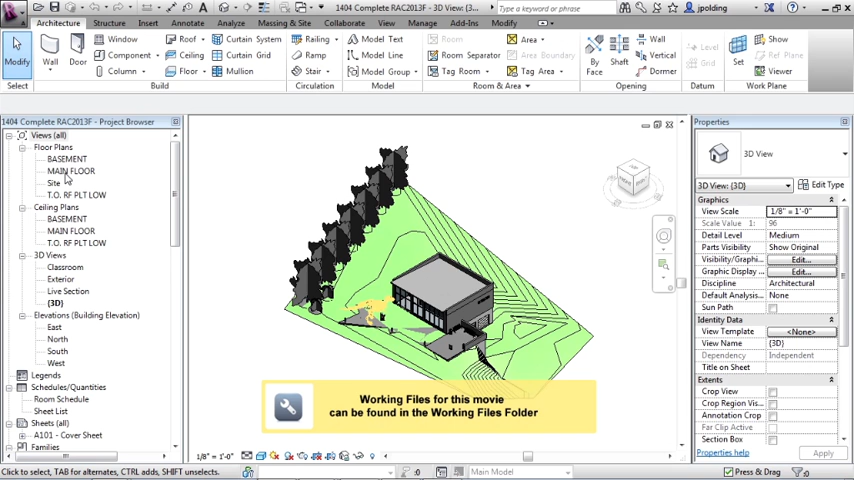 1404 Complete RAC2013F - 3D View: {3...
Type a keyword or phrase
jpolding
Architecture Structure Insert Annotate Analyze Massing & Site Collaborate View Manage Add-Ins Modify
Modify
Wall
Door
Window
Component
Column
Roof
Ceiling
Floor
Curtain System
Curtain Grid
Mullion
Railing
Ramp
Stair
Model Text
Model Line
Model Group
Room
Room Separator
Tag Room
Area
Area Boundary
Tag Area
By
Face
Shaft
Wall
Vertical
Dormer
Level
Grid
Set
Show
Ref Plane
Viewer
Select Build Circulation Model Room & Area Opening Datum Work Plane
1404 Complete RAC2013F - Project Browser
Views (all)
Floor Plans
BASEMENT
MAIN FLOOR
Site
T.O. RF PLT LOW
Ceiling Plans
BASEMENT
MAIN FLOOR
T.O. RF PLT LOW
3D Views
Classroom
Exterior
Live Section
{3D}
Elevations (Building Elevation)
East
North
South
West
Legends
Schedules/Quantities
Room Schedule
Sheet List
Sheets (all)
A101 - Cover Sheet
Families
Working Files for this movie
can be found in the Working Files Folder
1/8" = 1'-0"
Properties
3D View
3D View: {3D} Edit Type
Graphics
View Scale 1/8" = 1'-0"
Scale Value 1: 96
Detail Level Medium
Parts Visibility Show Original
Visibility/Graphi... Edit...
Graphic Display ... Edit...
Discipline Architectural
Default Analysis... None
Sun Path
Identity Data
View Template <None>
View Name {3D}
Dependency Independent
Title on Sheet
Extents
Crop View
Crop Region Vis...
Annotation Crop
Far Clip Active
Section Box
Properties help Apply
Click to select, TAB for alternates, CTRL adds, SHIFT unselects.
:0
Main Model
Press & Drag
:0